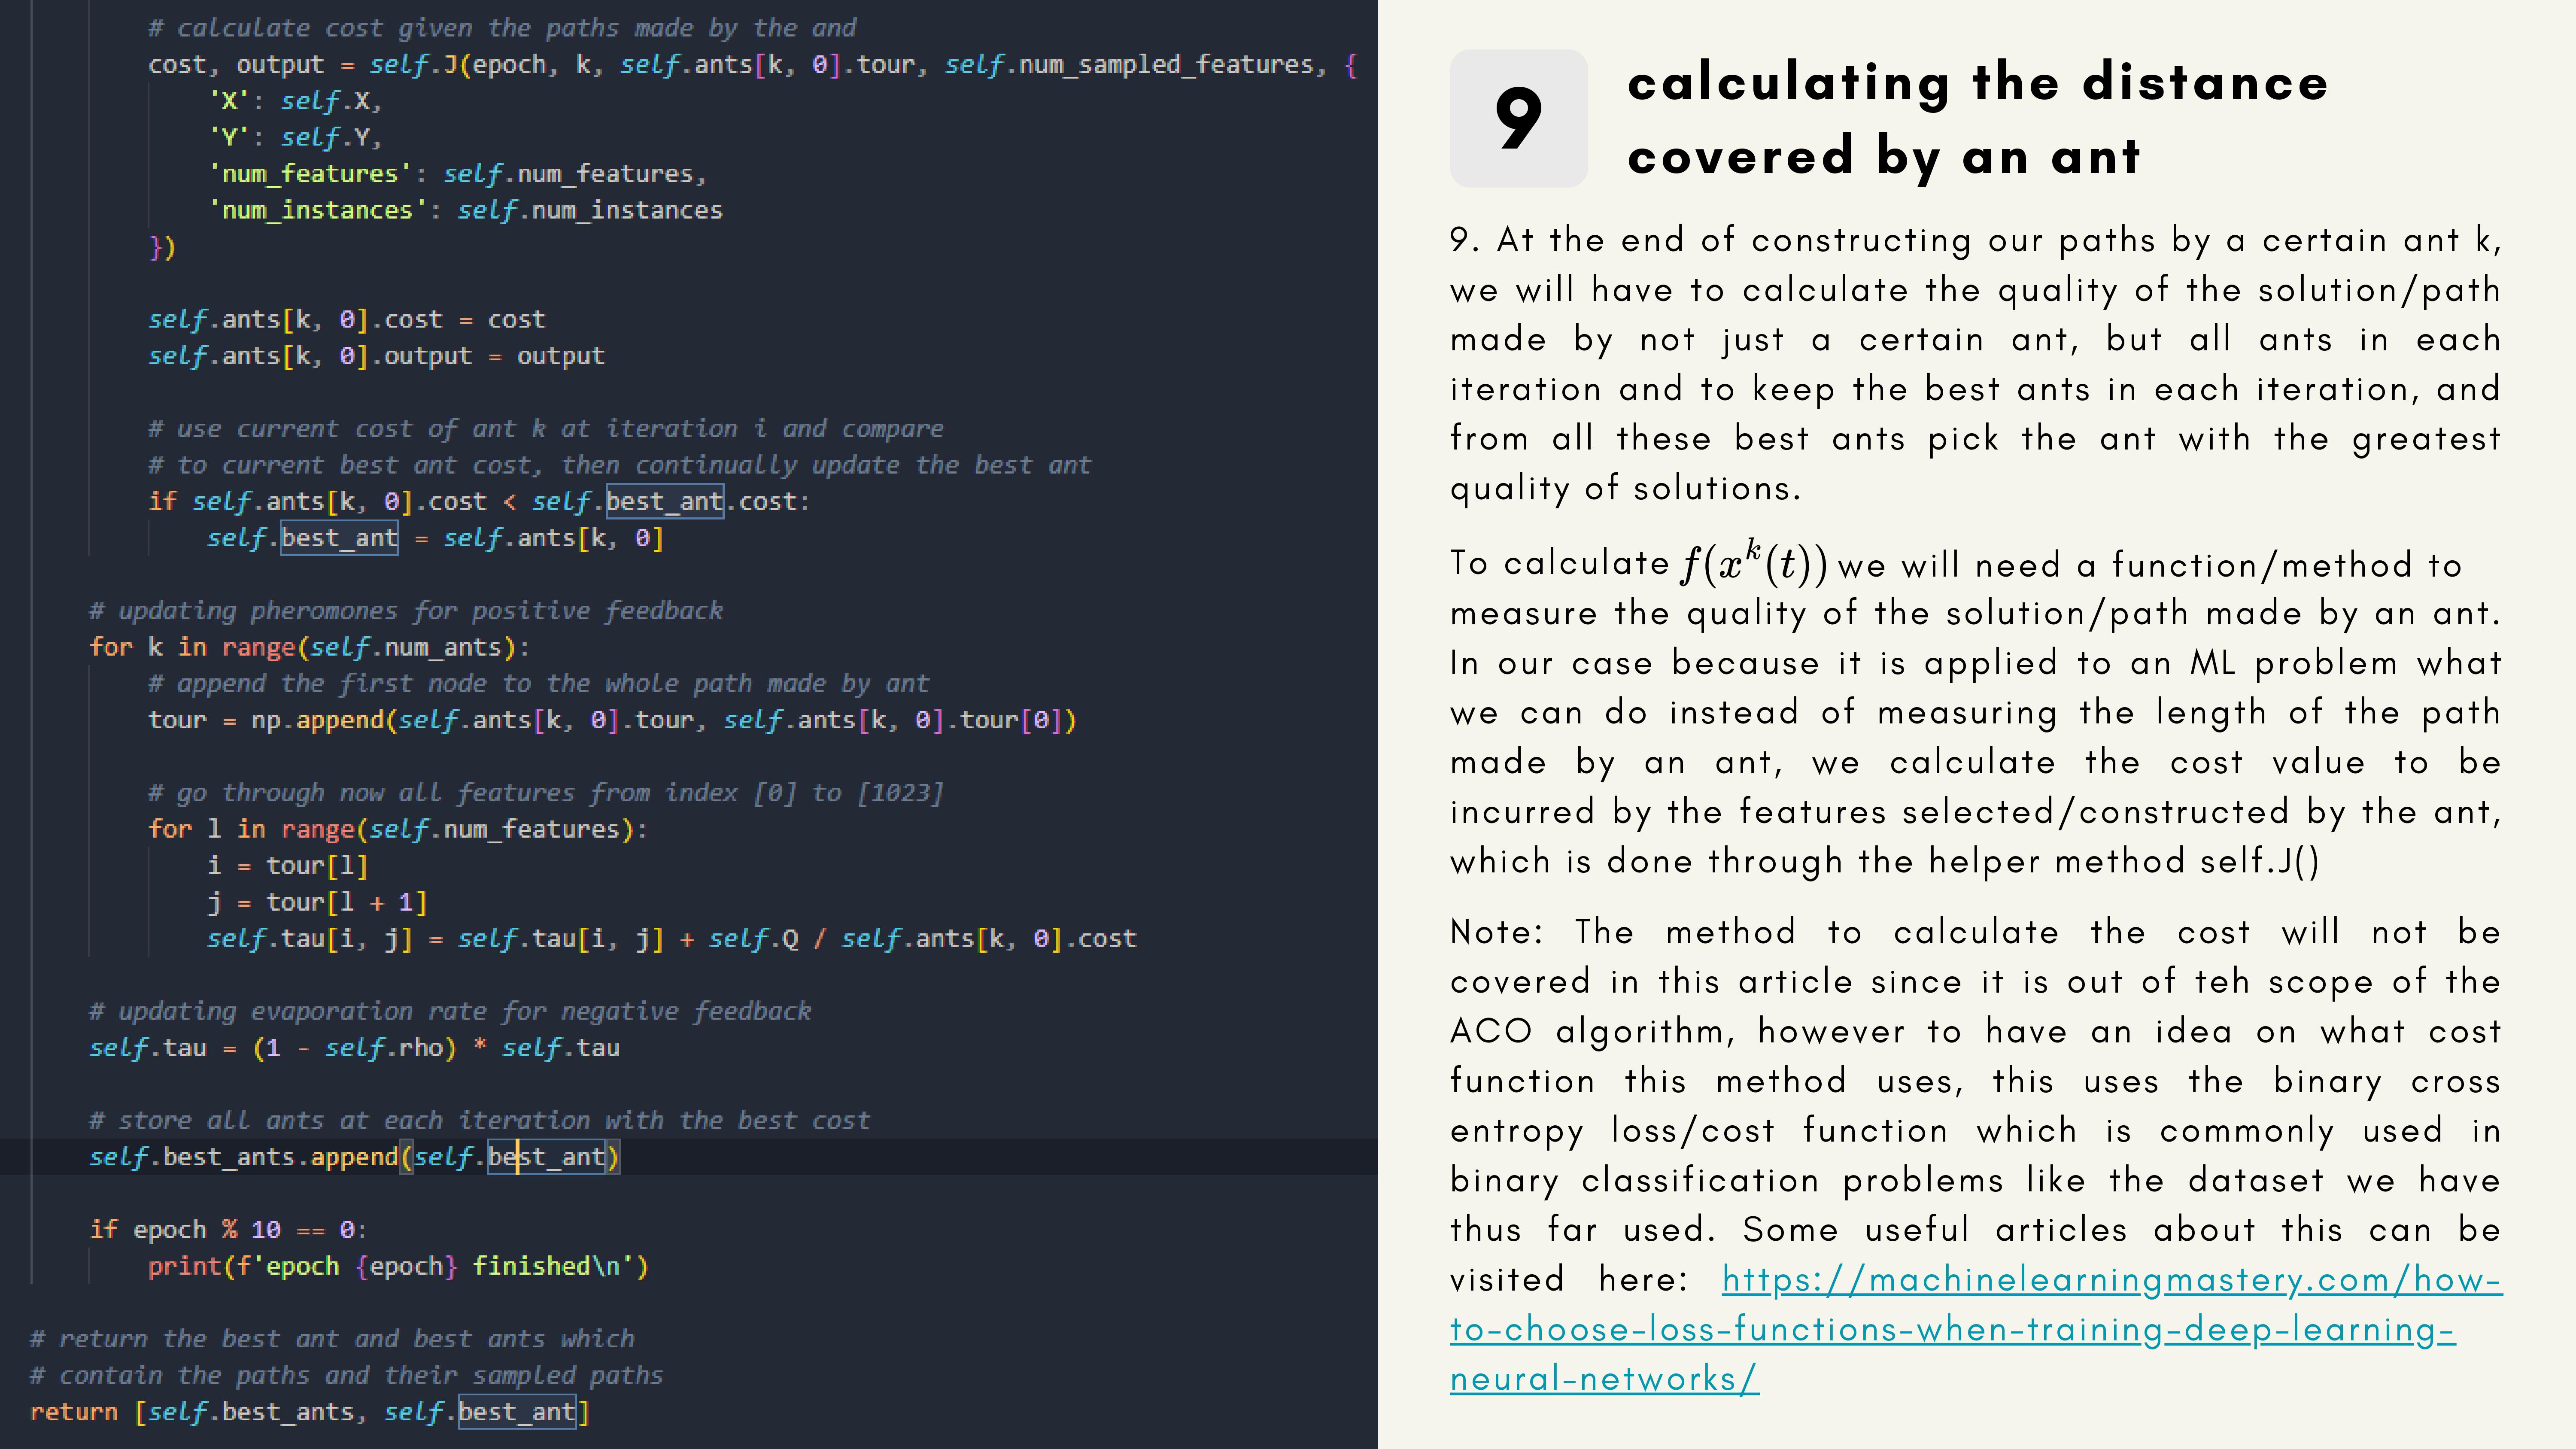 # calculate cost given the paths made by the and
cost, output = self.J(epoch, k, self.ants[k, 0].tour, self.num_sampled_features, {
'X': self.X,
'Y': self.Y,
'num_features': self.num_features,
'num_instances': self.num_instances
})
self.ants[k, 0].cost = cost
self.ants[k, 0].output = output
# use current cost of ant k at iteration i and compare
# to current best ant cost, then continually update the best ant
if self.ants[k, 0].cost < self.best_ant.cost:
self.best_ant = self.ants[k, 0]
# updating pheromones for positive feedback
for k in range(self.num_ants):
# append the first node to the whole path made by ant
tour = np.append(self.ants[k, 0].tour, self.ants[k, 0].tour[0])
# go through now all features from index [0] to [1023]
for l in range(self.num_features):
i = tour[l]
j = tour[l + 1]
self.tau[i, j] = self.tau[i, j] + self.Q / self.ants[k, 0].cost
# updating evaporation rate for negative feedback
self.tau = (1 - self.rho) * self.tau
# store all ants at each iteration with the best cost
self.best_ants.append(self.best_ant)
if epoch % 10 == 0:
print(f'epoch {epoch} finished\n')
# return the best ant and best ants which
# contain the paths and their sampled paths
return [self.best_ants, self.best_ant]
9
calculating the distance
covered by an ant
9. At the end of constructing our paths by a certain ant k,
we will have to calculate the quality of the solution/path
made by not just a certain ant, but all ants in each
iteration and to keep the best ants in each iteration, and
from all these best ants pick the ant with the greatest
quality of solutions.
To calculate f(x^k(t)) we will need a function/method to
measure the quality of the solution/path made by an ant.
In our case because it is applied to an ML problem what
we can do instead of measuring the length of the path
made by an ant, we calculate the cost value to be
incurred by the features selected/constructed by the ant,
which is done through the helper method self.J()
Note: The method to calculate the cost will not be
covered in this article since it is out of teh scope of the
ACO algorithm, however to have an idea on what cost
function this method uses, this uses the binary cross
entropy loss/cost function which is commonly used in
binary classification problems like the dataset we have
thus far used. Some useful articles about this can be
visited here: https://machinelearningmastery.com/how-
to-choose-loss-functions-when-training-deep-learning-
neural-networks/